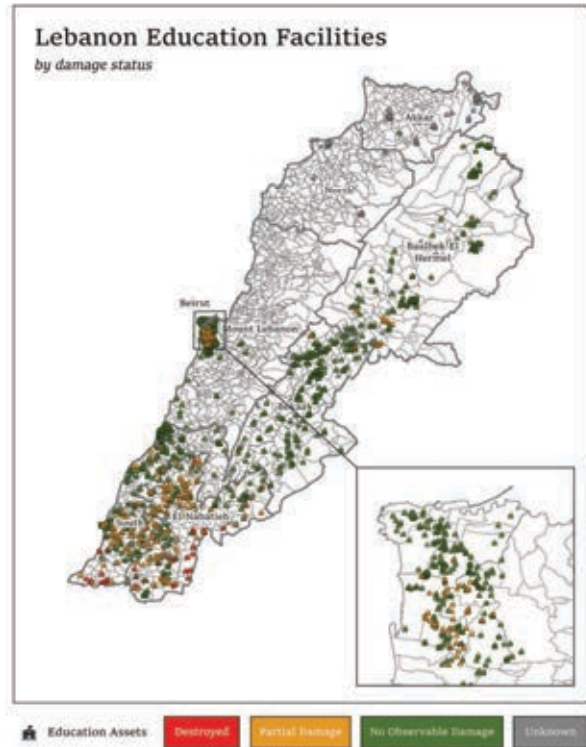 Lebanon Education Facilities
by damage status
Akkar
North
Baalbek-El
Hermel
Beirut
Mount Lebanon
Bekaa
El Nabatieh
South
Education Assets
Destroyed
Partial Damage
No Observable Damage
Unknown